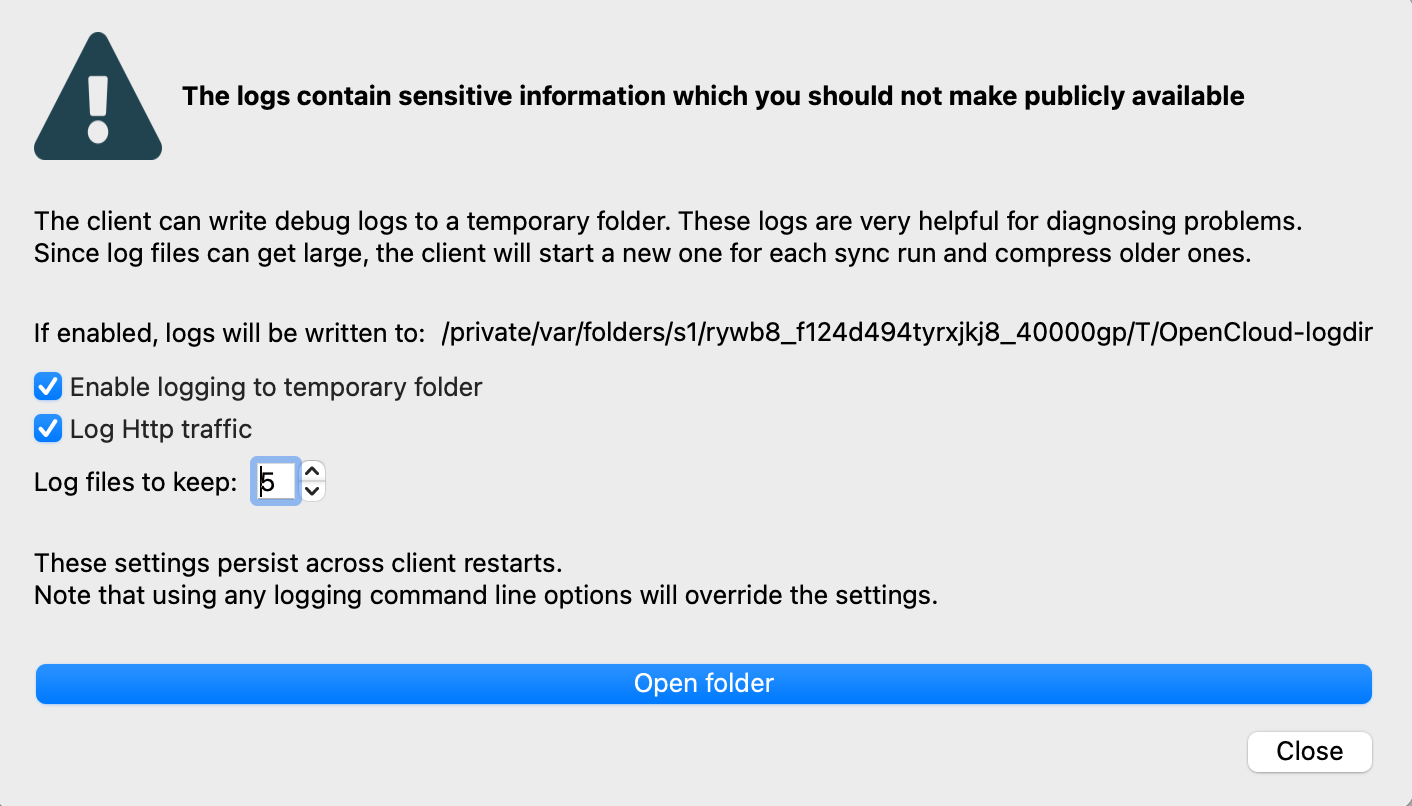 The logs contain sensitive information which you should not make publicly available
The client can write debug logs to a temporary folder. These logs are very helpful for diagnosing problems.
Since log files can get large, the client will start a new one for each sync run and compress older ones.
If enabled, logs will be written to: /private/var/folders/s1/rywb8_f124d494tyrxjkj8_40000gp/T/OpenCloud-logdir
Enable logging to temporary folder
Log Http traffic
Log files to keep: 5
These settings persist across client restarts.
Note that using any logging command line options will override the settings.
Open folder
Close